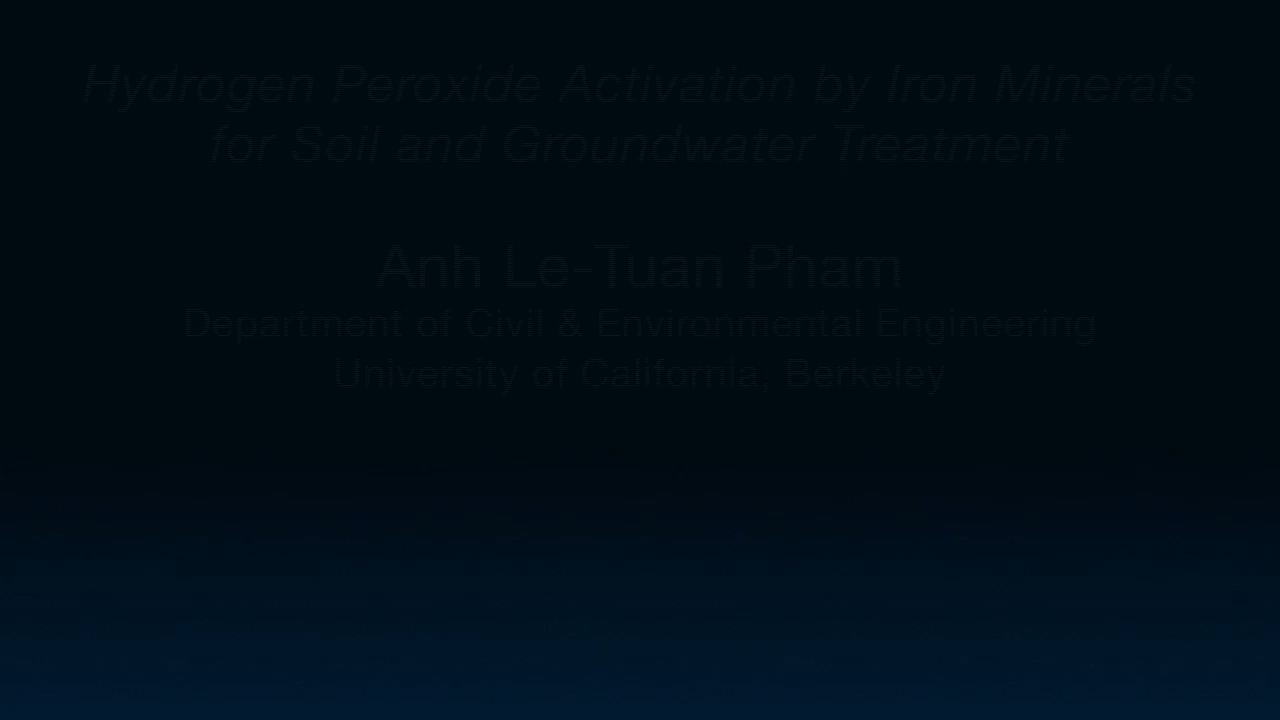 Hydrogen Peroxide Activation by Iron Minerals
for Soil and Groundwater Treatment
Anh Le-Tuan Pham
Department of Civil & Environmental Engineering
University of California, Berkeley